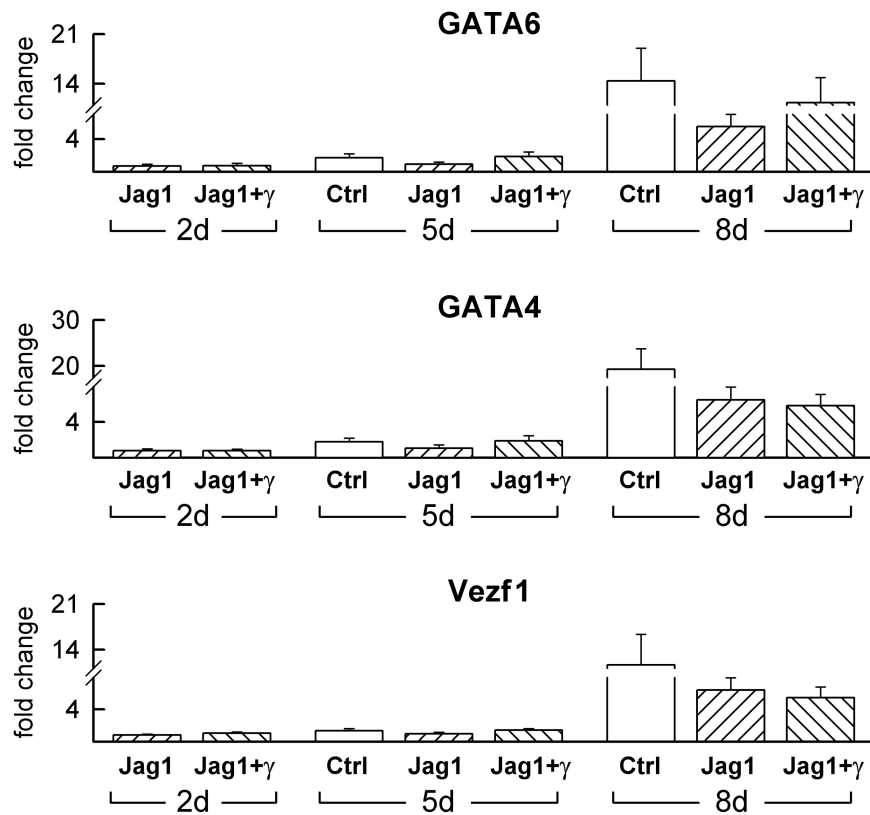 GATA6
fold change
21
14
4
Jag1 Jag1+γ Ctrl Jag1 Jag1+γ Ctrl Jag1 Jag1+γ
2d 5d 8d
GATA4
fold change
30
20
4
Jag1 Jag1+γ Ctrl Jag1 Jag1+γ Ctrl Jag1 Jag1+γ
2d 5d 8d
Vezf1
fold change
21
14
4
Jag1 Jag1+γ Ctrl Jag1 Jag1+γ Ctrl Jag1 Jag1+γ
2d 5d 8d